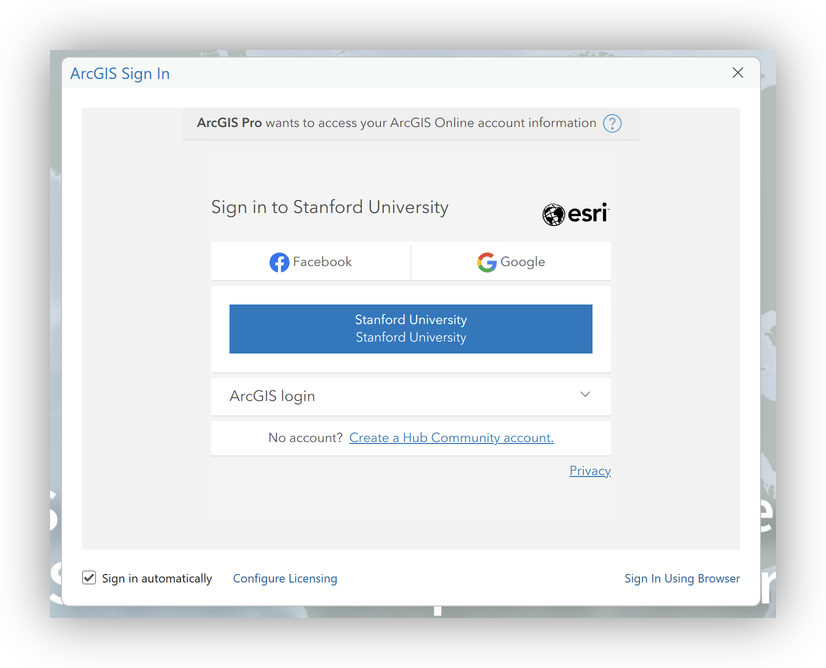 ArcGIS Sign In
ArcGIS Pro wants to access your ArcGIS Online account information ?
Sign in to Stanford University
esri
Facebook
Google
Stanford University
Stanford University
ArcGIS login
No account? Create a Hub Community account.
Privacy
Sign in automatically
Configure Licensing
Sign In Using Browser